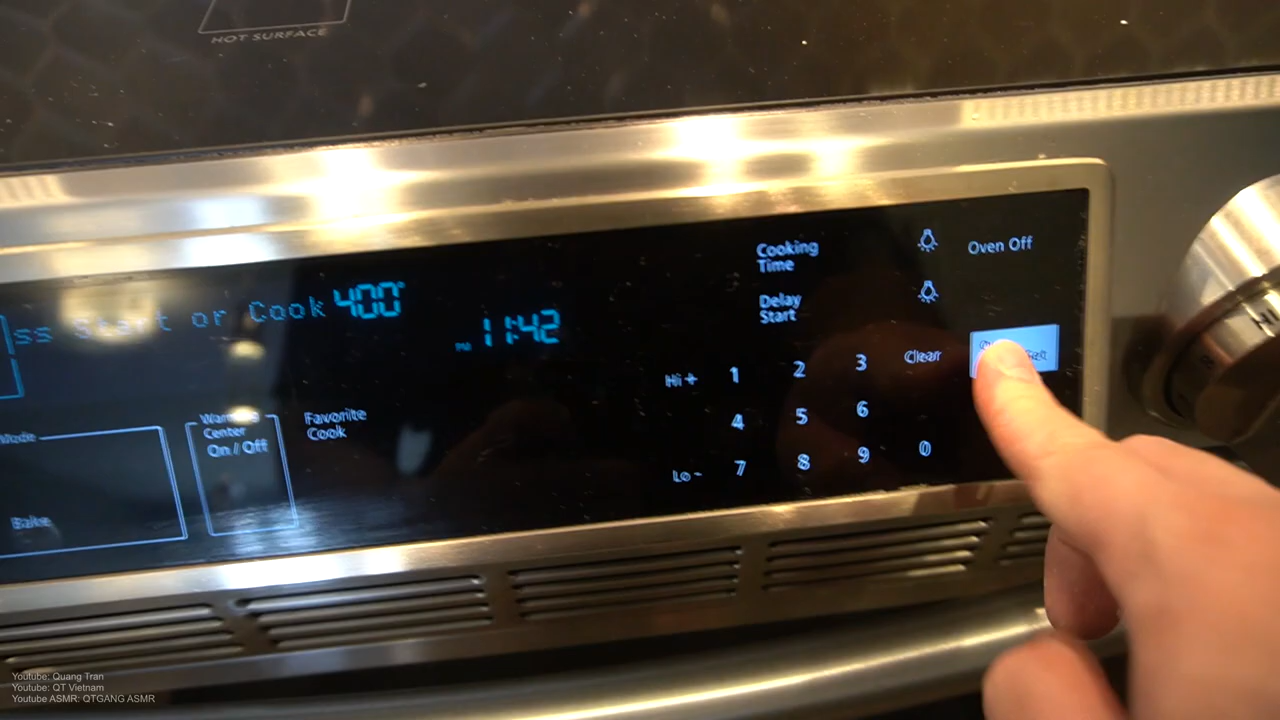 HOT SURFACE
Start or Cook 400°
PM 11:42
Cooking
Time
Delay
Start
Oven Off
Hi + 1 2 3 Clear
4 5 6
Lo - 7 8 9 0
Mode
Bake
Center
On / Off
Favorite
Cook
Youtube: Quang Tran
Youtube: QT Vietnam
Youtube ASMR: QTGANG ASMR